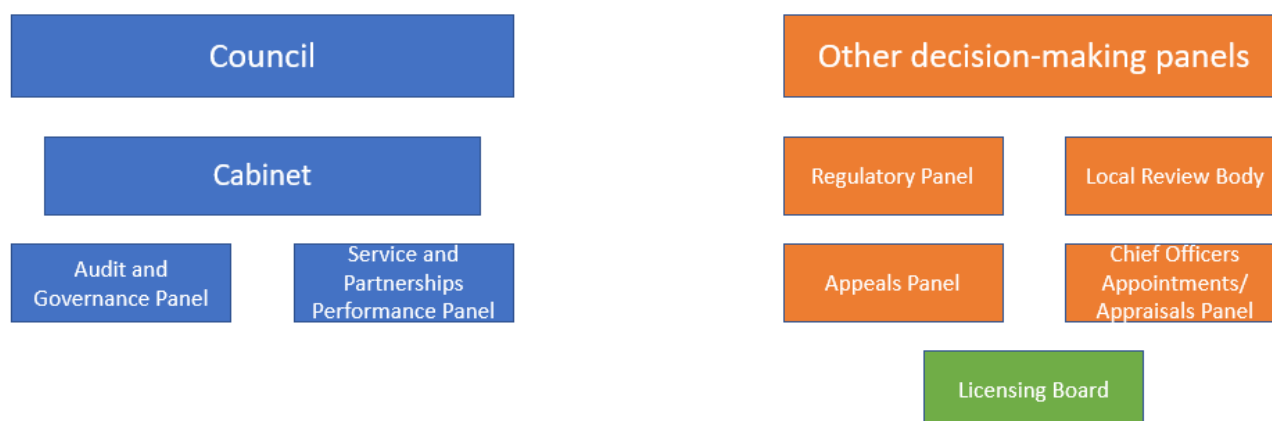 Council
Other decision-making panels
Cabinet
Regulatory Panel
Local Review Body
Audit and
Governance Panel
Service and
Partnerships
Performance Panel
Appeals Panel
Chief Officers
Appointments/
Appraisals Panel
Licensing Board